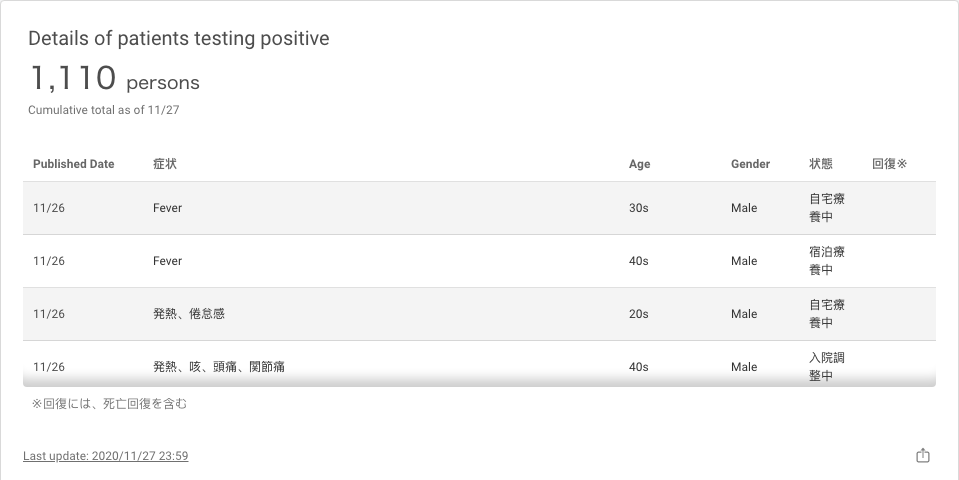 Details of patients testing positive
1,110 persons
Cumulative total as of 11/27
Published Date 症状 Age Gender 状態 回復※
11/26 Fever 30s Male 自宅療
養中
11/26 Fever 40s Male 宿泊療
養中
11/26 発熱、倦怠感 20s Male 自宅療
養中
11/26 発熱、咳、頭痛、関節痛 40s Male 入院調
整中
※回復には、死亡回復を含む
Last update: 2020/11/27 23:59